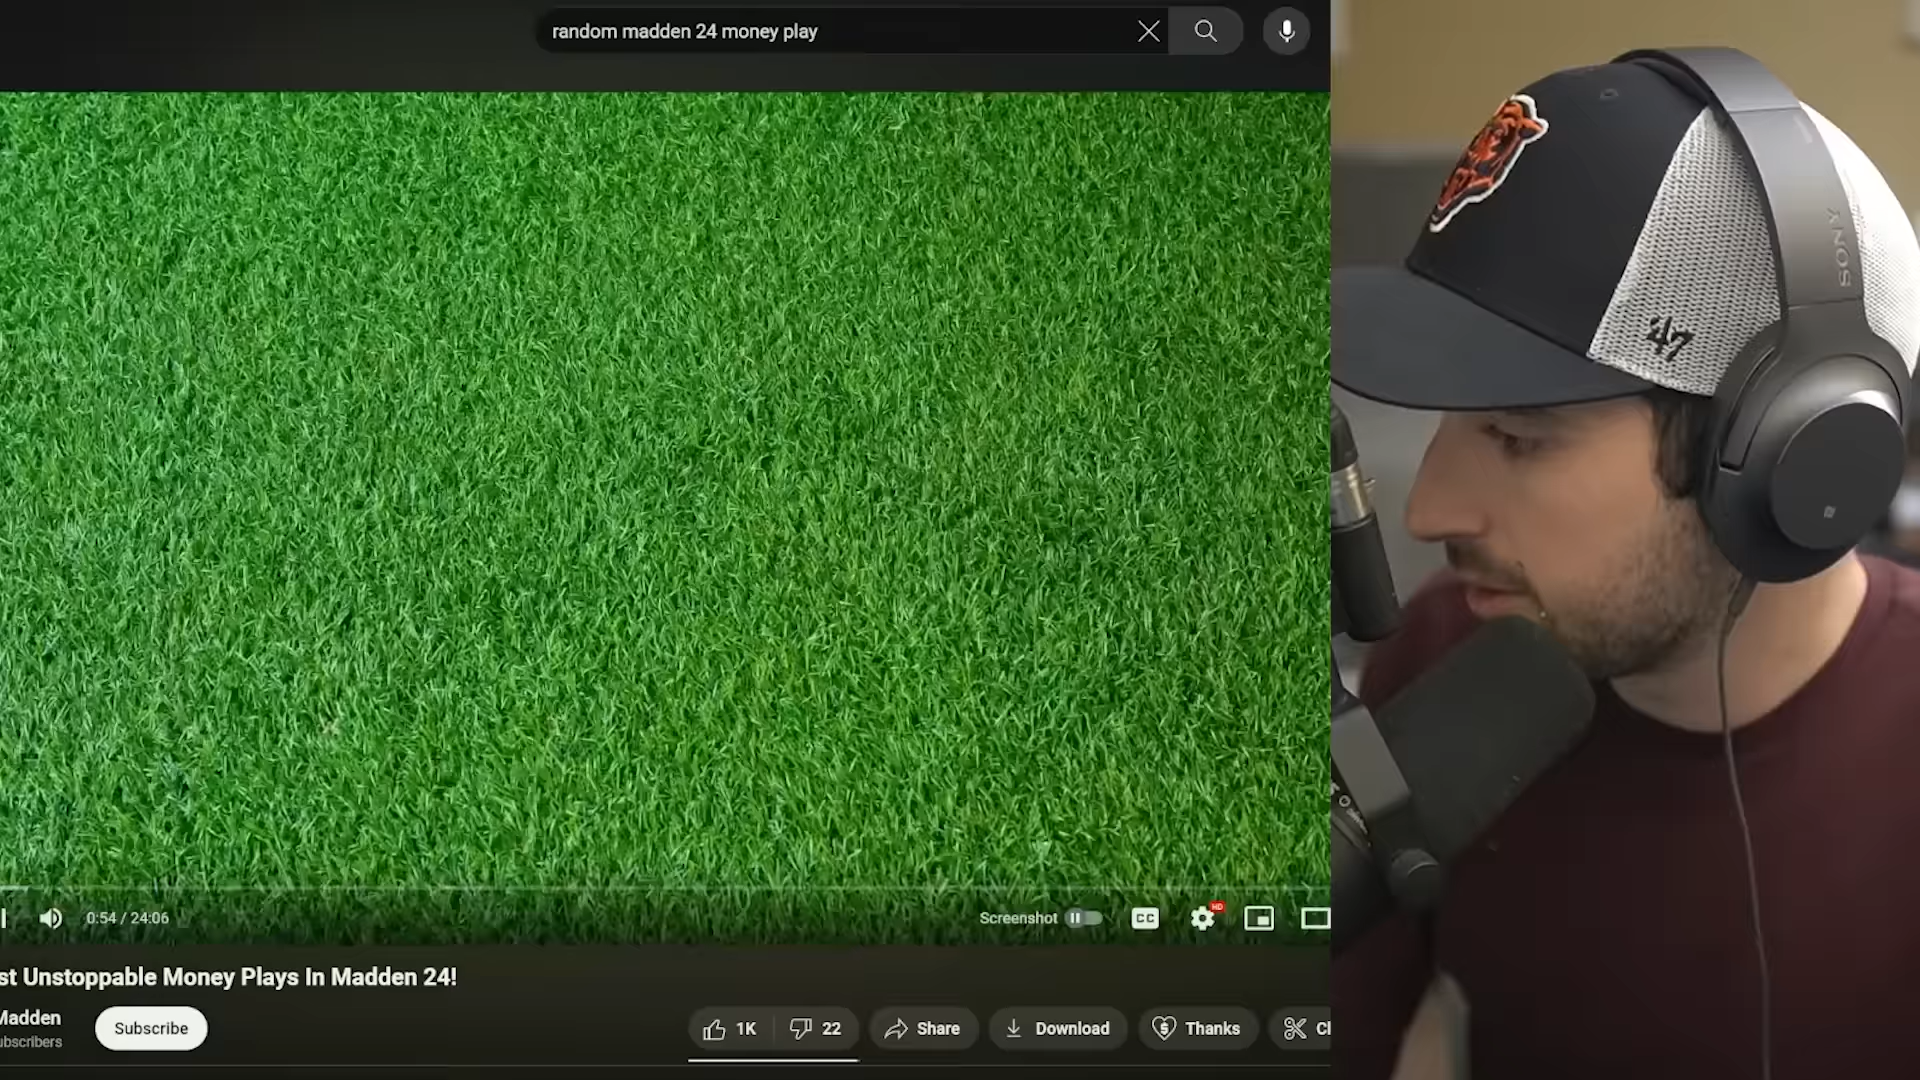 random madden 24 money play
SONY
47
0:54 / 24:06
Screenshot
CC
HD
st Unstoppable Money Plays In Madden 24!
Madden
ubscribers
Subscribe
1K
22
Share
Download
Thanks
Cl